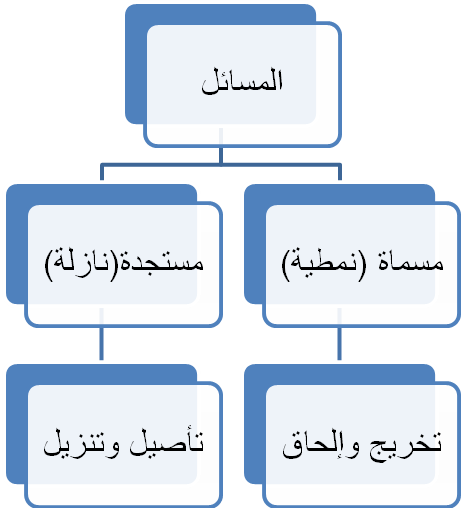 المسائل
مسماة (نمطية)
مستجدة(نازلة)
تخريج وإلحاق
تأصيل وتنزيل